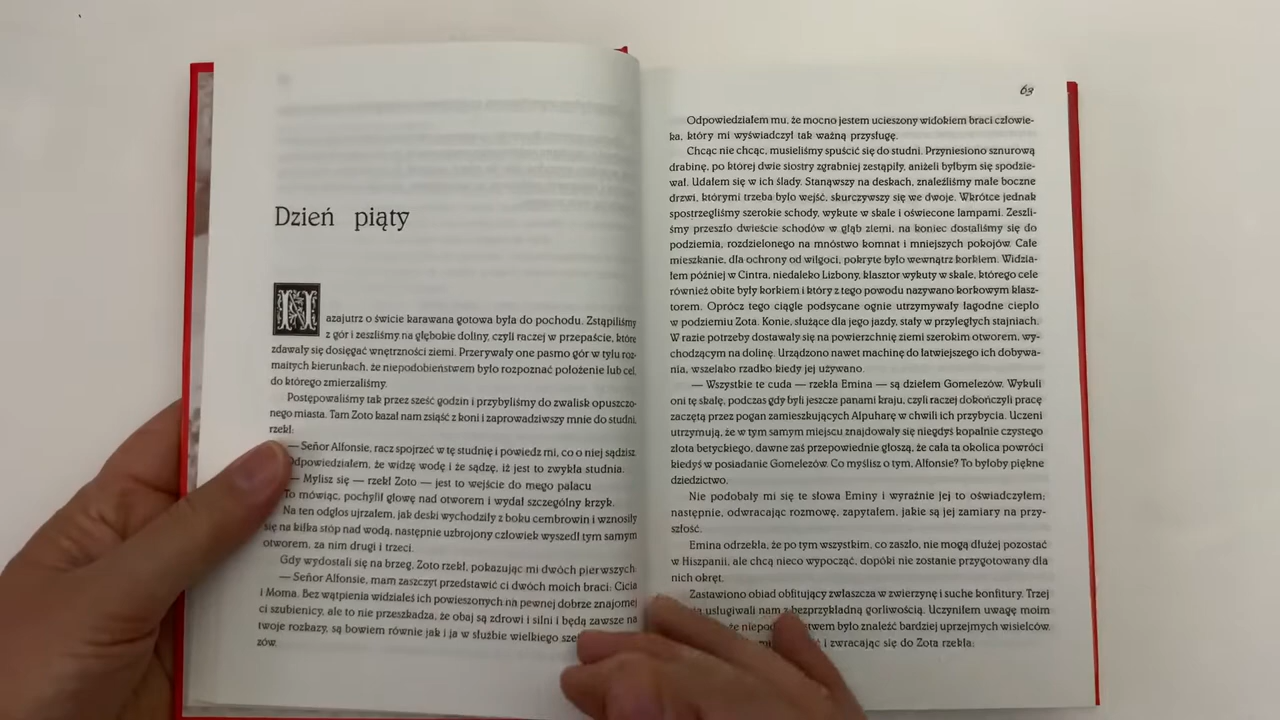 Dzień piąty
Nazajutrz o świcie karawana gotowa była do pochodu. Zstąpiliśmy
z gór i zeszliśmy na głębokie doliny, czyli raczej w przepaście, które
zdawały się dosięgać wnętrzności ziemi. Przerywały one pasmo gór w tylu roz-
maitych kierunkach, że niepodobieństwem było rozpoznać położenie lub cel,
do którego zmierzaliśmy.
Postępowaliśmy tak przez sześć godzin i przybyliśmy do zwalisk opuszczo-
nego miasta. Tam Zoto kazał nam zsiąść z koni i zaprowadziwszy mnie do studni,
rzekł:
— Señor Alfonsie, racz spojrzeć w tę studnię i powiedz mi, co o niej sądzisz
Odpowiedziałem, że widzę wodę i że sądzę, iż jest to zwykła studnia.
— Mylisz się — rzekł Zoto — jest to wejście do mego pałacu
To mówiąc, pochylił głowę nad otworem i wydał szczególny krzyk.
Na ten odgłos ujrzałem, jak deski wychodziły z boku cembrowin i wznosiły
się na kilka stóp nad wodą, następnie uzbrojony człowiek wyszedł tym samym
otworem, za nim drugi i trzeci.
Gdy wydostali się na brzeg, Zoto rzekł, pokazując mi dwóch pierwszych:
— Señor Alfonsie, mam zaszczyt przedstawić ci dwóch moich braci: Cicia
i Moma. Bez wątpienia widziałeś ich powieszonych na pewnej dobrze znajomej
ci szubienicy, ale to nie przeszkadza, że obaj są zdrowi i silni i będą zawsze na
twoje rozkazy, są bowiem równie jak i ja w służbie wielkiego
zów.
63
Odpowiedziałem mu, że mocno jestem ucieszony widokiem braci człowie-
ka, który mi wyświadczył tak ważną przysługę.
Chcąc nie chcąc, musieliśmy spuścić się do studni. Przyniesiono sznurową
drabinę, po której dwie siostry zgrabniej zestąpiły, aniżeli byłbym się spodzie-
wał. Udałem się w ich ślady. Stanąwszy na deskach, znaleźliśmy małe boczne
drzwi, którymi trzeba było wejść, skurczywszy się we dwoje. Wkrótce jednak
spostrzegliśmy szerokie schody, wykute w skale i oświecone lampami. Zeszli-
śmy przeszło dwieście schodów w głąb ziemi, na koniec dostaliśmy się do
podziemia, rozdzielonego na mnóstwo komnat i mniejszych pokojów. Całe
mieszkanie, dla ochrony od wilgoci, pokryte było wewnątrz korkiem. Widzia-
łem później w Cintra, niedaleko Lizbony, klasztor wykuty w skale, którego cele
również obite były korkiem i który z tego powodu nazywano korkowym klasz-
torem. Oprócz tego ciągle podsycane ognie utrzymywały łagodne ciepło
w podziemiu Zota. Konie, służące dla jego jazdy, stały w przyległych stajniach.
W razie potrzeby dostawały się na powierzchnię ziemi szerokim otworem, wy-
chodzącym na dolinę. Urządzono nawet machinę do łatwiejszego ich dobywa-
nia, wszelako rzadko kiedy jej używano.
— Wszystkie te cuda — rzekła Emina — są dziełem Gomelezów. Wykuli
oni tę skałę, podczas gdy byli jeszcze panami kraju, czyli raczej dokończyli pracę
zaczętą przez pogan zamieszkujących Alpuharę w chwili ich przybycia. Uczeni
utrzymują, że w tym samym miejscu znajdowały się niegdyś kopalnie czystego
złota betyckiego, dawne zaś przepowiednie głoszą, że cała ta okolica powróci
kiedyś w posiadanie Gomelezów. Co myślisz o tym, Alfonsie? To byłoby piękne
dziedzictwo.
Nie podobały mi się te słowa Eminy i wyraźnie jej to oświadczyłem;
następnie, odwracając rozmowę, zapytałem, jakie są jej zamiary na przy-
szłość.
Emina odrzekła, że po tym wszystkim, co zaszło, nie mogą dłużej pozostać
w Hiszpanii, ale chcą nieco wypocząć, dopóki nie zostanie przygotowany dla
nich okręt.
Zastawiono obiad obfitujący zwłaszcza w zwierzynę i suche konfitury. Trzej
usługiwali nam z bezprzykładną gorliwością. Uczyniłem uwagę moim
że było znaleźć bardziej uprzejmych wisielców.
i zwracając się do Zota rzekła: